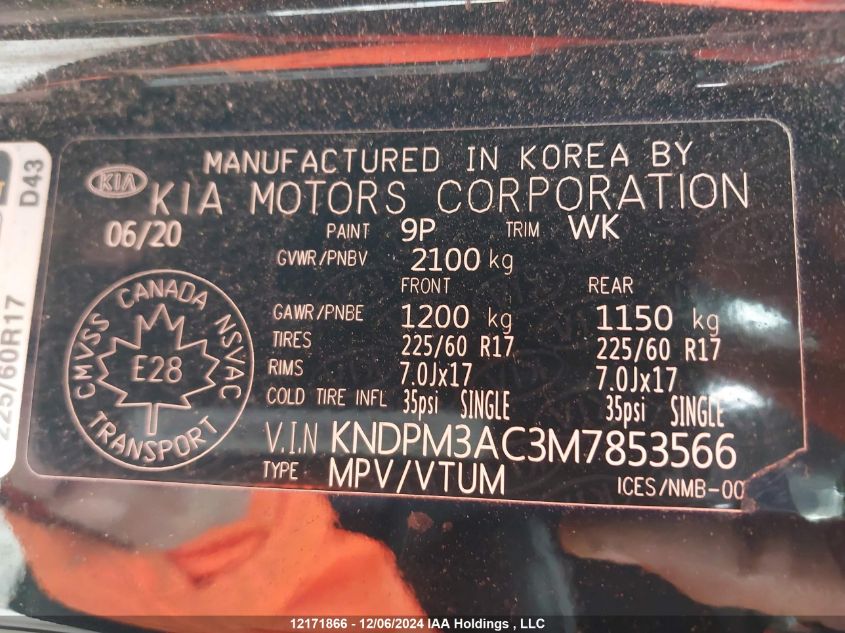 D43
225/60R17
MANUFACTURED IN KOREA BY
KIA KIA MOTORS CORPORATION
06/20 PAINT 9P TRIM WK
GVWR/PNBV 2100 kg
FRONT REAR
GAWR/PNBE 1200 kg 1150 kg
TIRES 225/60 R17 225/60 R17
RIMS 7.0Jx17 7.0Jx17
COLD TIRE INFL 35psi SINGLE 35psi SINGLE
CANADA
CMVSS NSVAC
E28
TRANSPORT
V.I.N KNDPM3AC3M7853566
TYPE MPV/VTUM ICES/NMB-00
12171866 - 12/06/2024 IAA Holdings , LLC